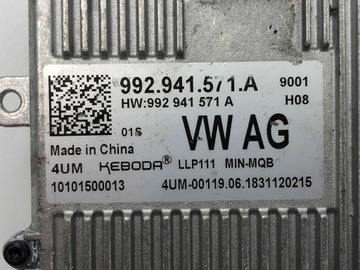 992.941.571.A 9001
HW:992 941 571 A H08
01S VW AG
Made in China
4UM KEBODA® LLP111 MIN-MQB
10101500013 4UM-00119.06.1831120215